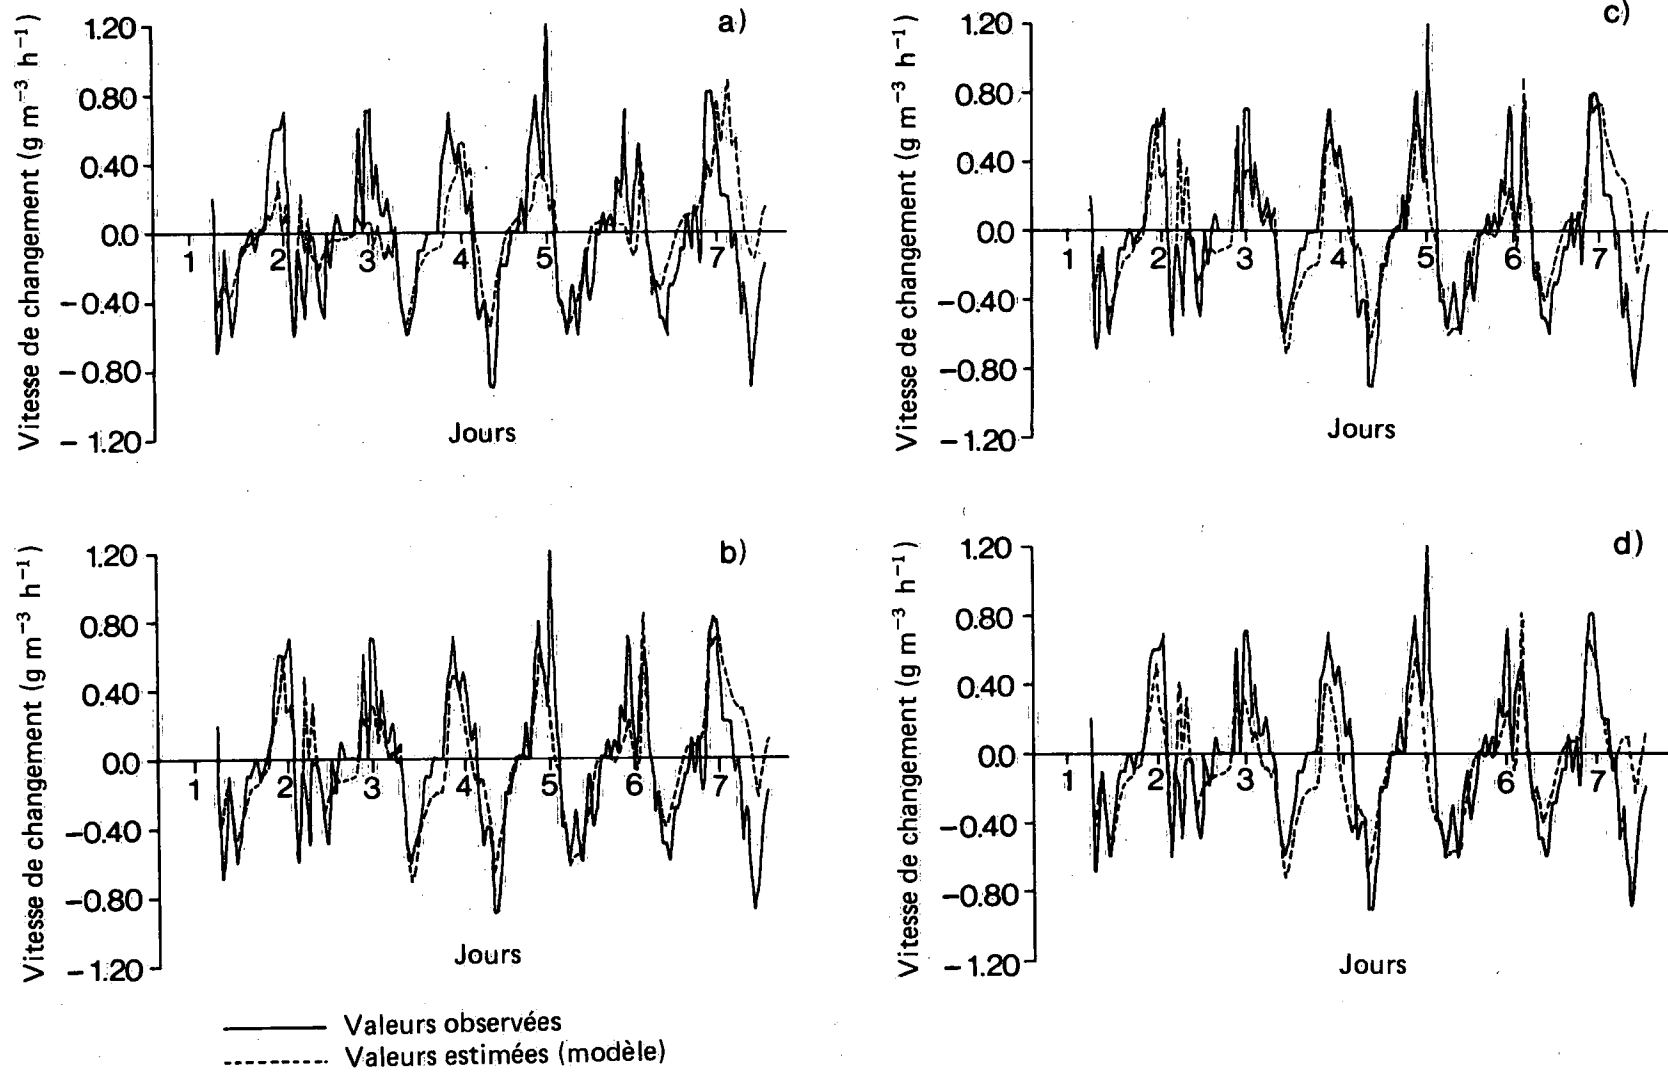 a)
Vitesse de changement (g m⁻³ h⁻¹)
1.20
0.80
0.40
0.0
−0.40
−0.80
−1.20
1 2 3 4 5 7
Jours
c)
Vitesse de changement (g m⁻³ h⁻¹)
1.20
0.80
0.40
0.0
−0.40
−0.80
−1.20
1 2 3 4 5 6 7
Jours
b)
Vitesse de changement (g m⁻³ h⁻¹)
1.20
0.80
0.40
0.0
−0.40
−0.80
−1.20
1 2 3 4 5 6 7
Jours
d)
Vitesse de changement (g m⁻³ h⁻¹)
1.20
0.80
0.40
0.0
−0.40
−0.80
−1.20
1 2 3 6 7
Jours
Valeurs observées
Valeurs estimées (modèle)